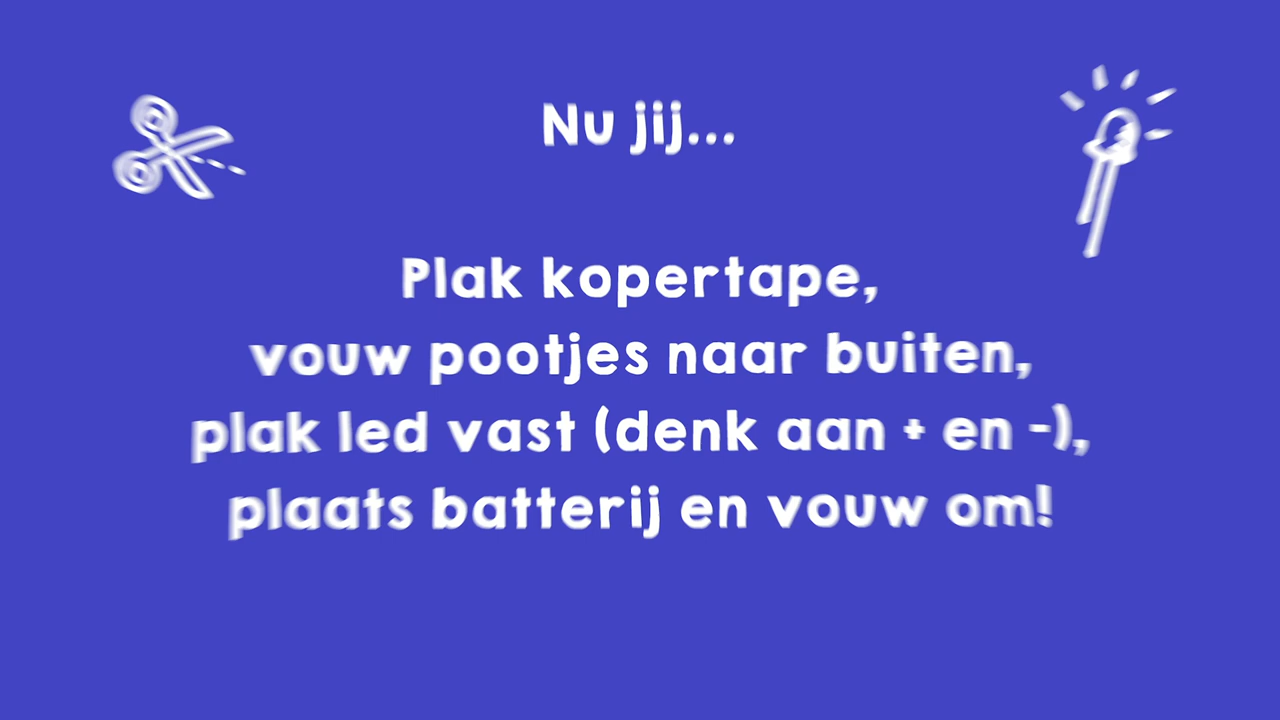 Nu jij...
Plak kopertape,
vouw pootjes naar buiten,
plak led vast (denk aan + en -),
plaats batterij en vouw om!